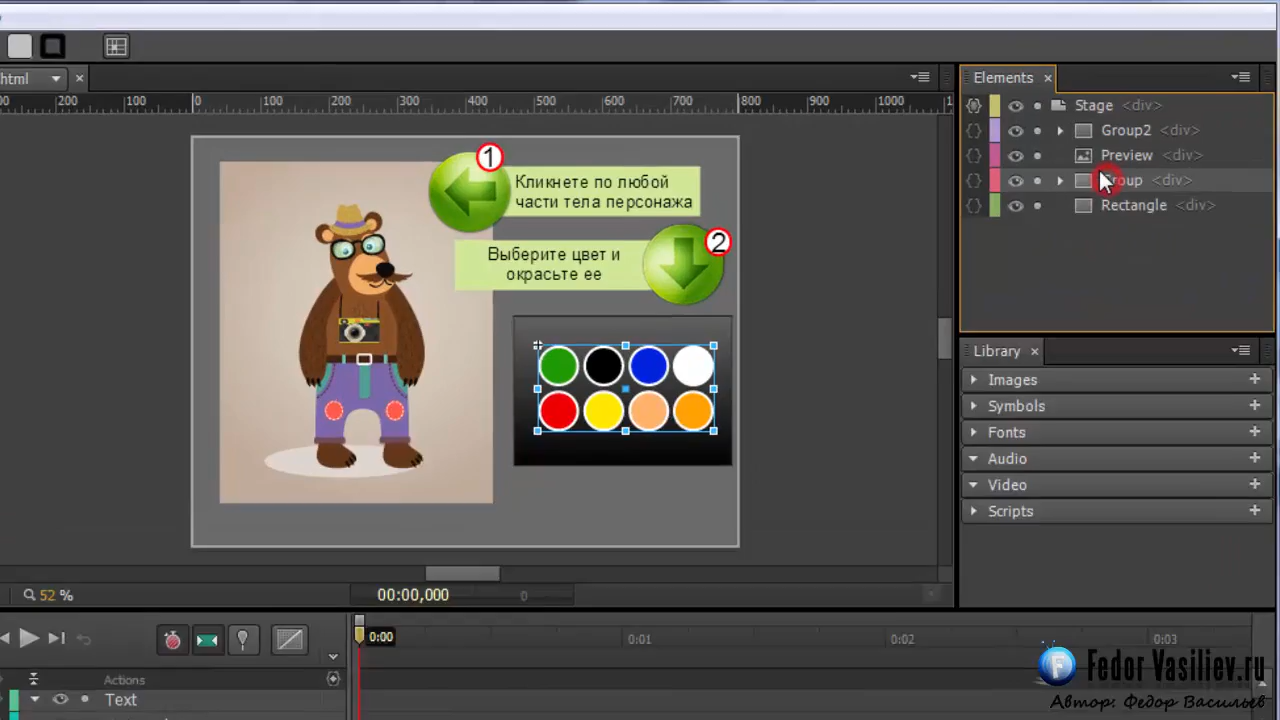 html
200
100
0
100
200
300
400
500
600
700
800
900
1000
Elements
Stage <div>
Group2 <div>
Preview <div>
Group <div>
Rectangle <div>
1
Кликнете по любой
части тела персонажа
2
Выберите цвет и
окрасьте ее
Library
Images
Symbols
Fonts
Audio
Video
Scripts
52 %
00:00,000
0
0:00
0:01
0:02
0:03
Actions
Text
Fedor Vasiliev.ru
Автор: Федор Васильев